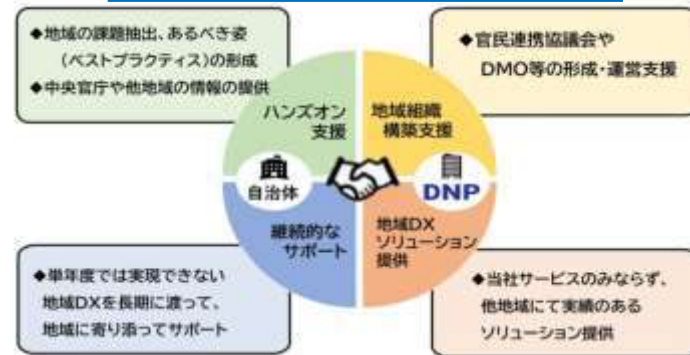 ◆地域の課題抽出、あるべき姿
（ベストプラクティス）の形成
◆中央官庁や他地域の情報の提供
◆官民連携協議会や
DMO等の形成・運営支援
ハンズオン
支援
地域組織
構築支援
自治体
DNP
継続的な
サポート
地域DX
ソリューション
提供
◆単年度では実現できない
地域DXを長期に渡って、
地域に寄り添ってサポート
◆当社サービスのみならず、
他地域にて実績のある
ソリューション提供